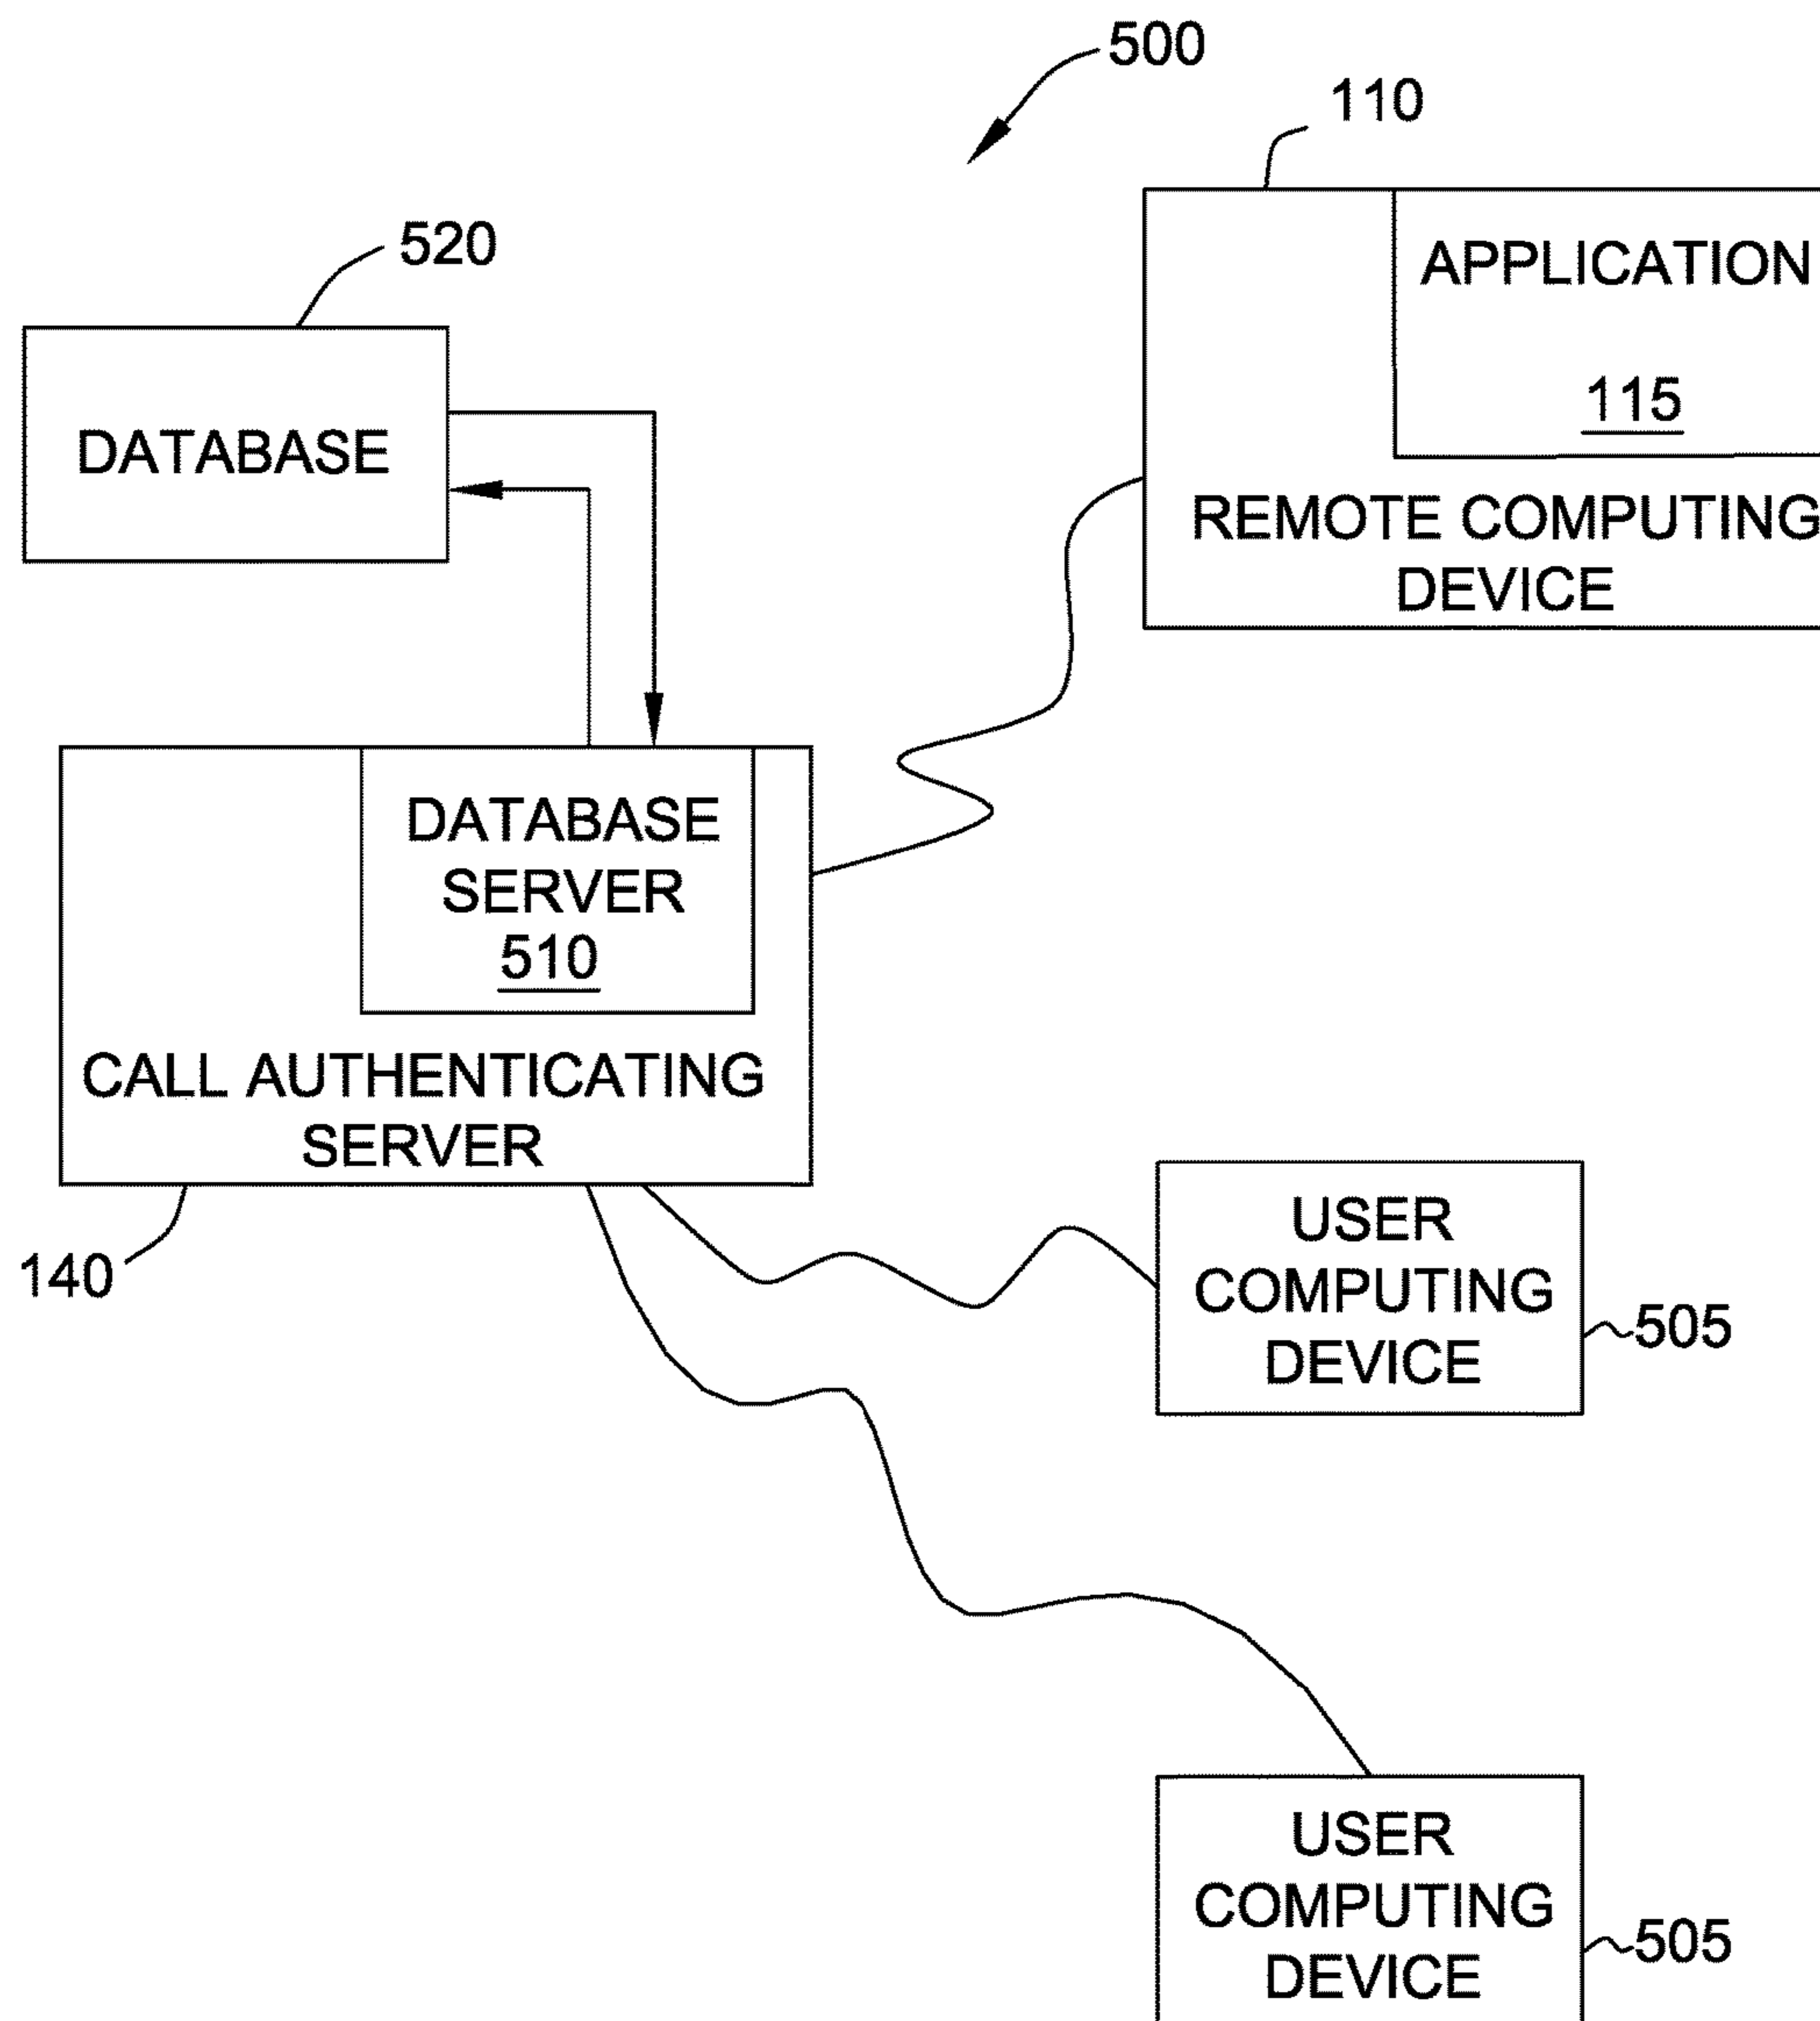 500
110
APPLICATION
115
REMOTE COMPUTING
DEVICE
520
DATABASE
DATABASE
SERVER
510
CALL AUTHENTICATING
SERVER
140
USER
COMPUTING
DEVICE
505
USER
COMPUTING
DEVICE
505